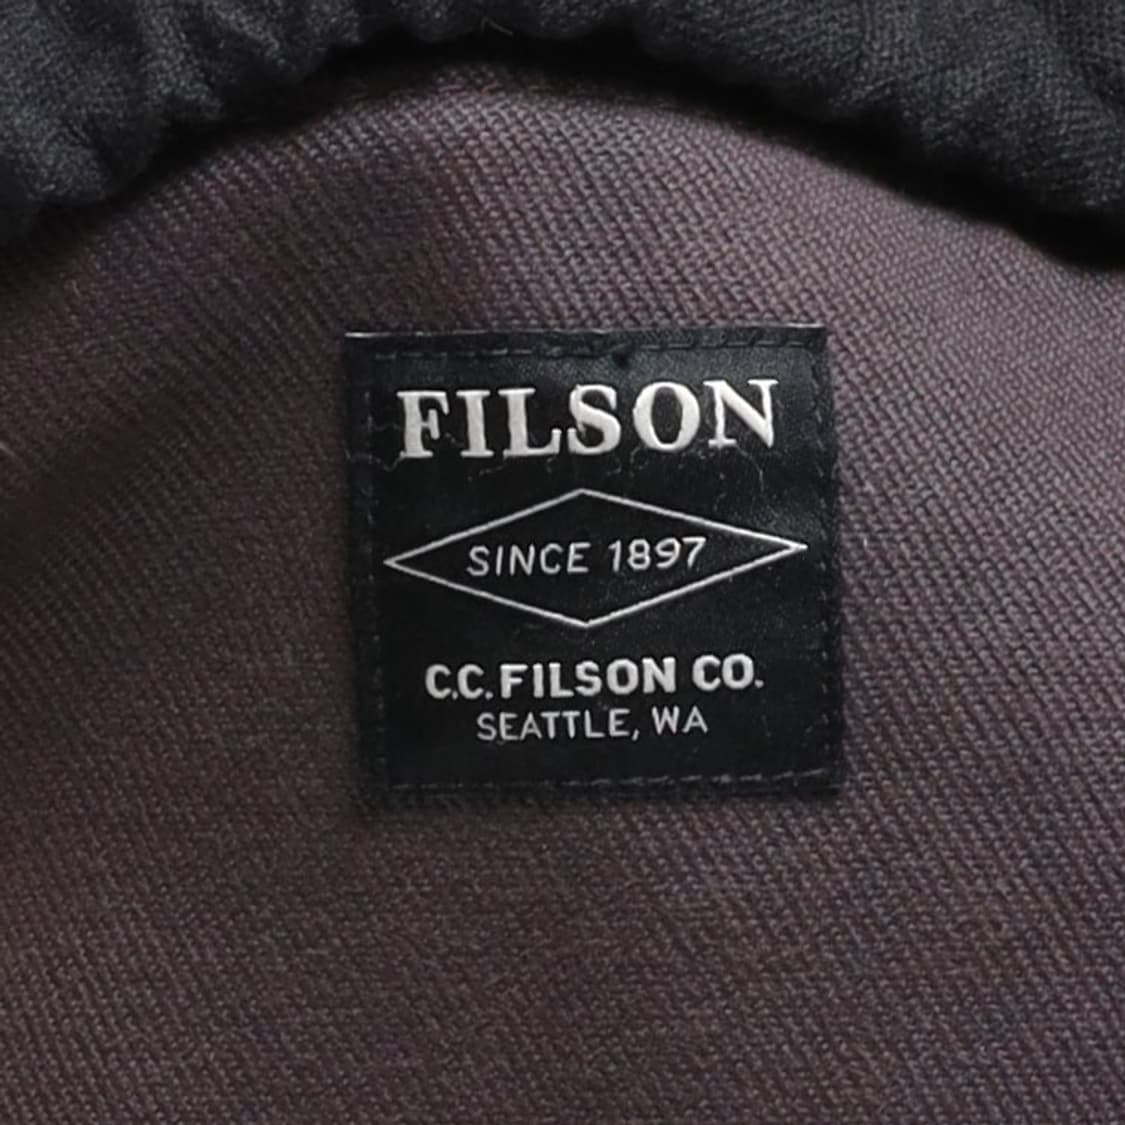 FILSON
SINCE 1897
C.C. FILSON CO.
SEATTLE, WA